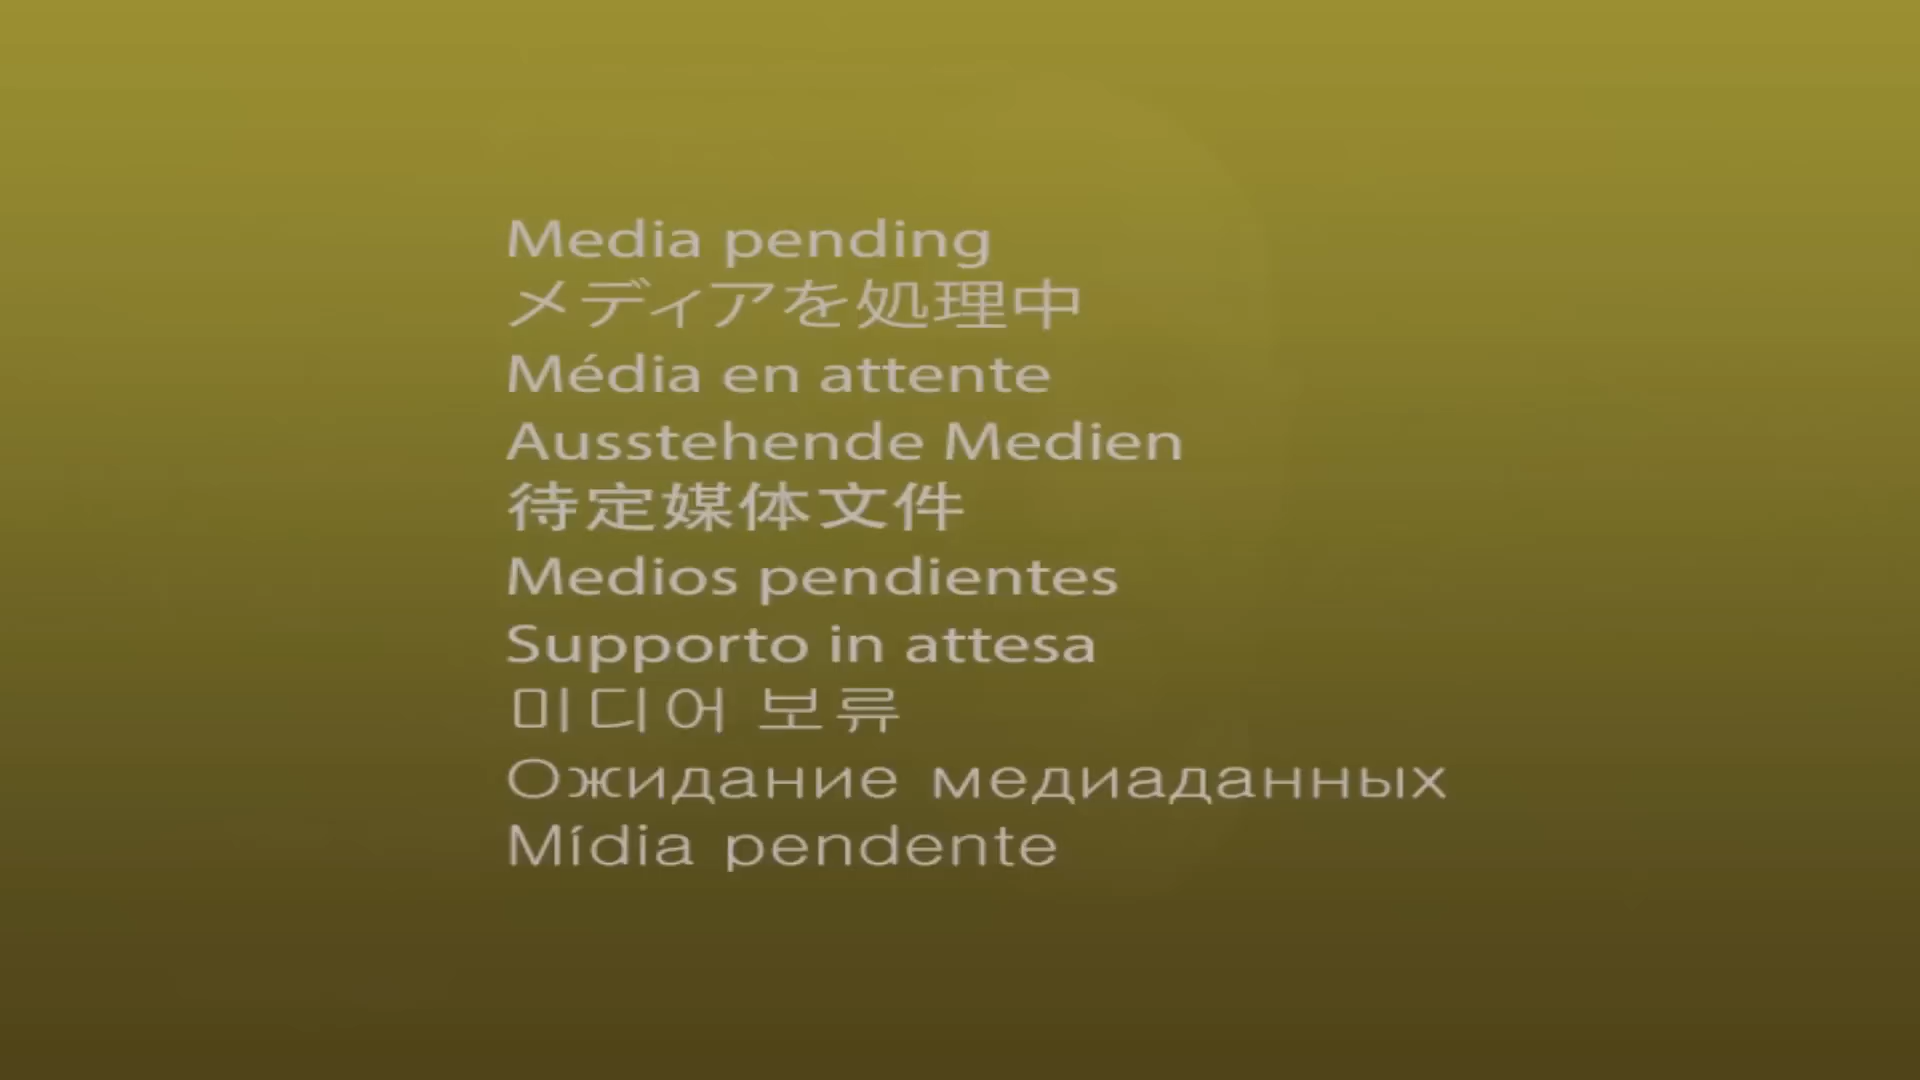 Media pending
メディアを処理中
Média en attente
Ausstehende Medien
待定媒体文件
Medios pendientes
Supporto in attesa
미디어 보류
Ожидание медиаданных
Mídia pendente